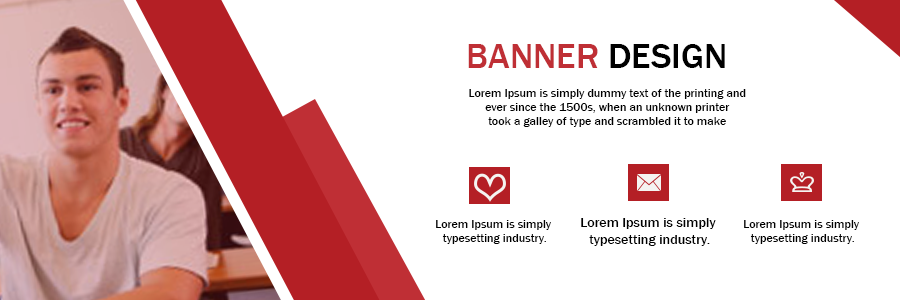 BANNER DESIGN
Lorem Ipsum is simply dummy text of the printing and
ever since the 1500s, when an unknown printer
took a galley of type and scrambled it to make
Lorem Ipsum is simply
typesetting industry.
Lorem Ipsum is simply
typesetting industry.
Lorem Ipsum is simply
typesetting industry.